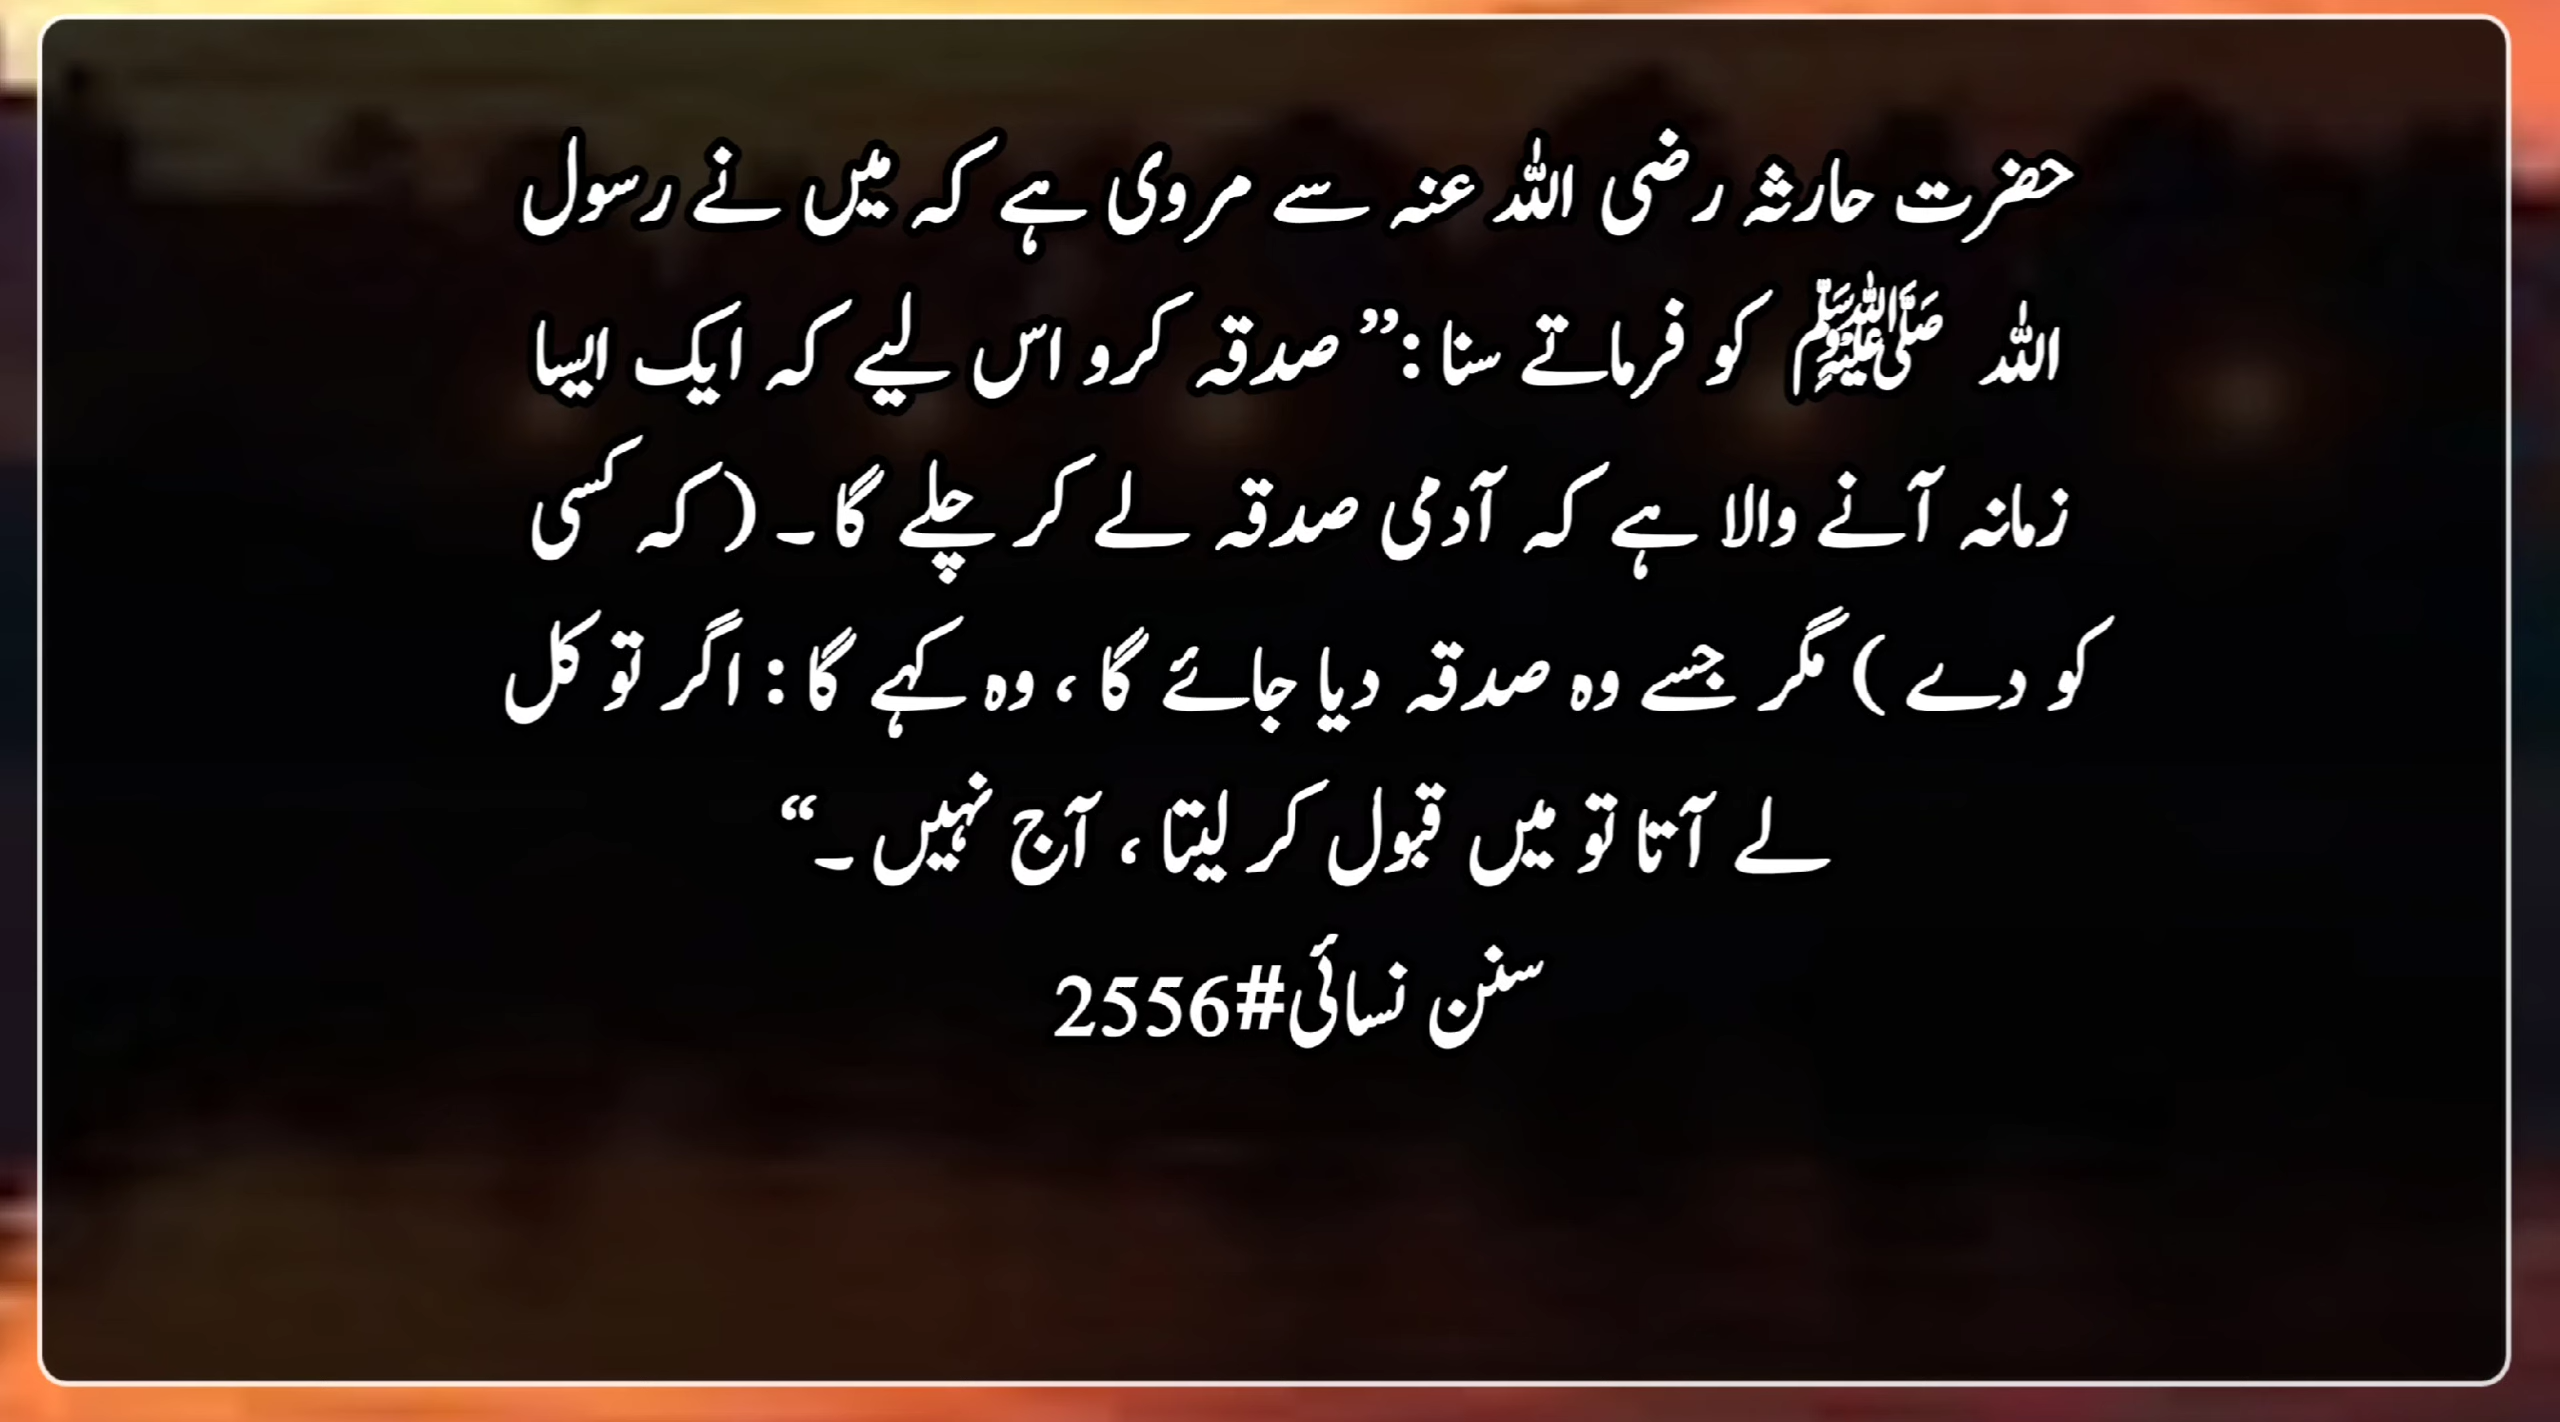 حضرت حارثہ رضی اللہ عنہ سے مروی ہے کہ میں نے رسول
اللہ ﷺ کو فرماتے سنا :’’ صدقہ کرو اس لیے کہ ایک ایسا
زمانہ آنے والا ہے کہ آدمی صدقہ لے کر چلے گا ۔ (کہ کسی
کو دے ) مگر جسے وہ صدقہ دیا جائے گا ، وہ کہے گا : اگر تو کل
لے آتا تو میں قبول کر لیتا ، آج نہیں ۔‘‘
سنن نسائی#2556